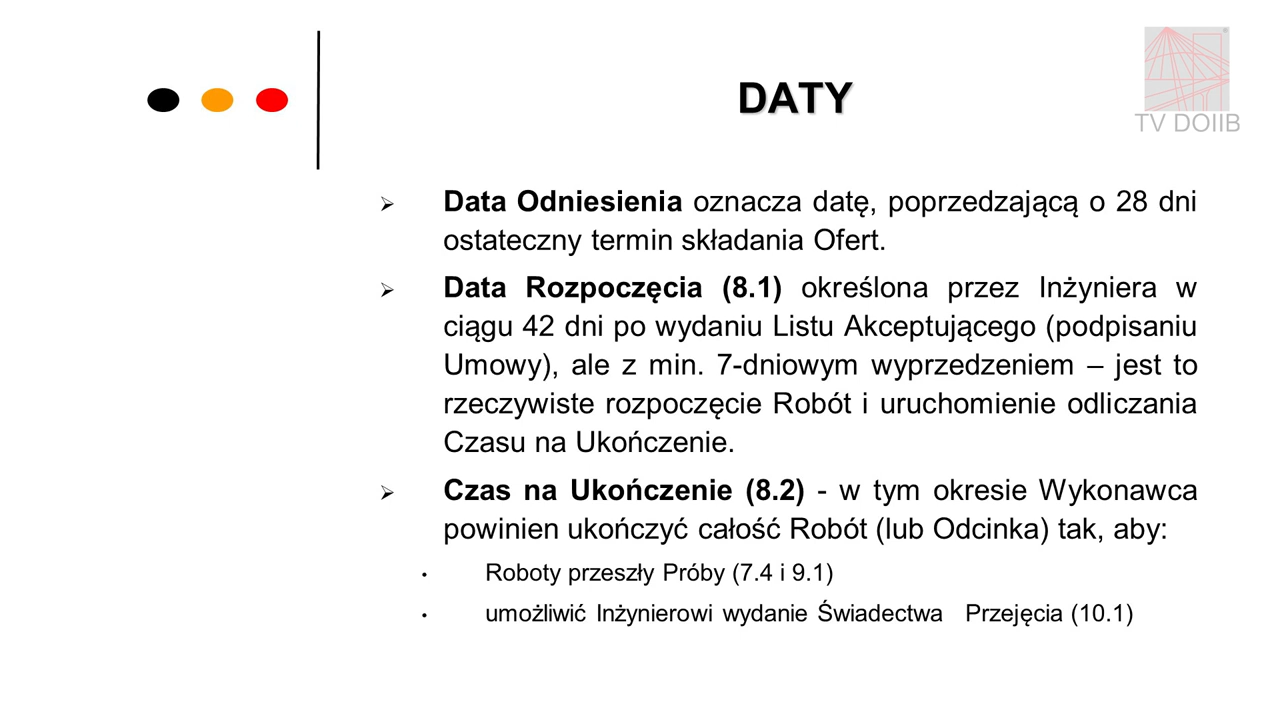 DATY
TV DOIIB
➢ Data Odniesienia oznacza datę, poprzedzającą o 28 dni
ostateczny termin składania Ofert.
➢ Data Rozpoczęcia (8.1) określona przez Inżyniera w
ciągu 42 dni po wydaniu Listu Akceptującego (podpisaniu
Umowy), ale z min. 7-dniowym wyprzedzeniem – jest to
rzeczywiste rozpoczęcie Robót i uruchomienie odliczania
Czasu na Ukończenie.
➢ Czas na Ukończenie (8.2) - w tym okresie Wykonawca
powinien ukończyć całość Robót (lub Odcinka) tak, aby:
• Roboty przeszły Próby (7.4 i 9.1)
• umożliwić Inżynierowi wydanie Świadectwa Przejęcia (10.1)